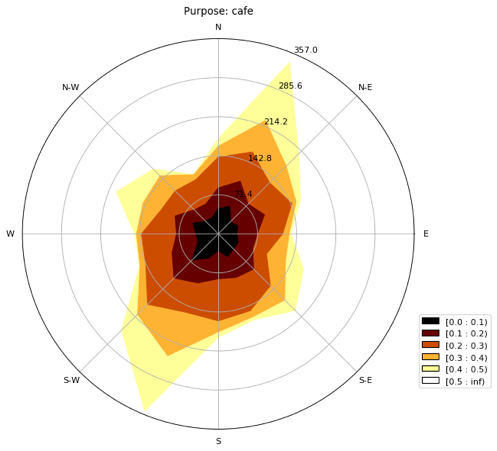 Purpose: cafe
N
357.0
N-W
285.6
N-E
214.2
142.8
W
E
[0.0 : 0.1)
[0.1 : 0.2)
[0.2 : 0.3)
[0.3 : 0.4)
[0.4 : 0.5)
[0.5 : inf)
S-W
S-E
S